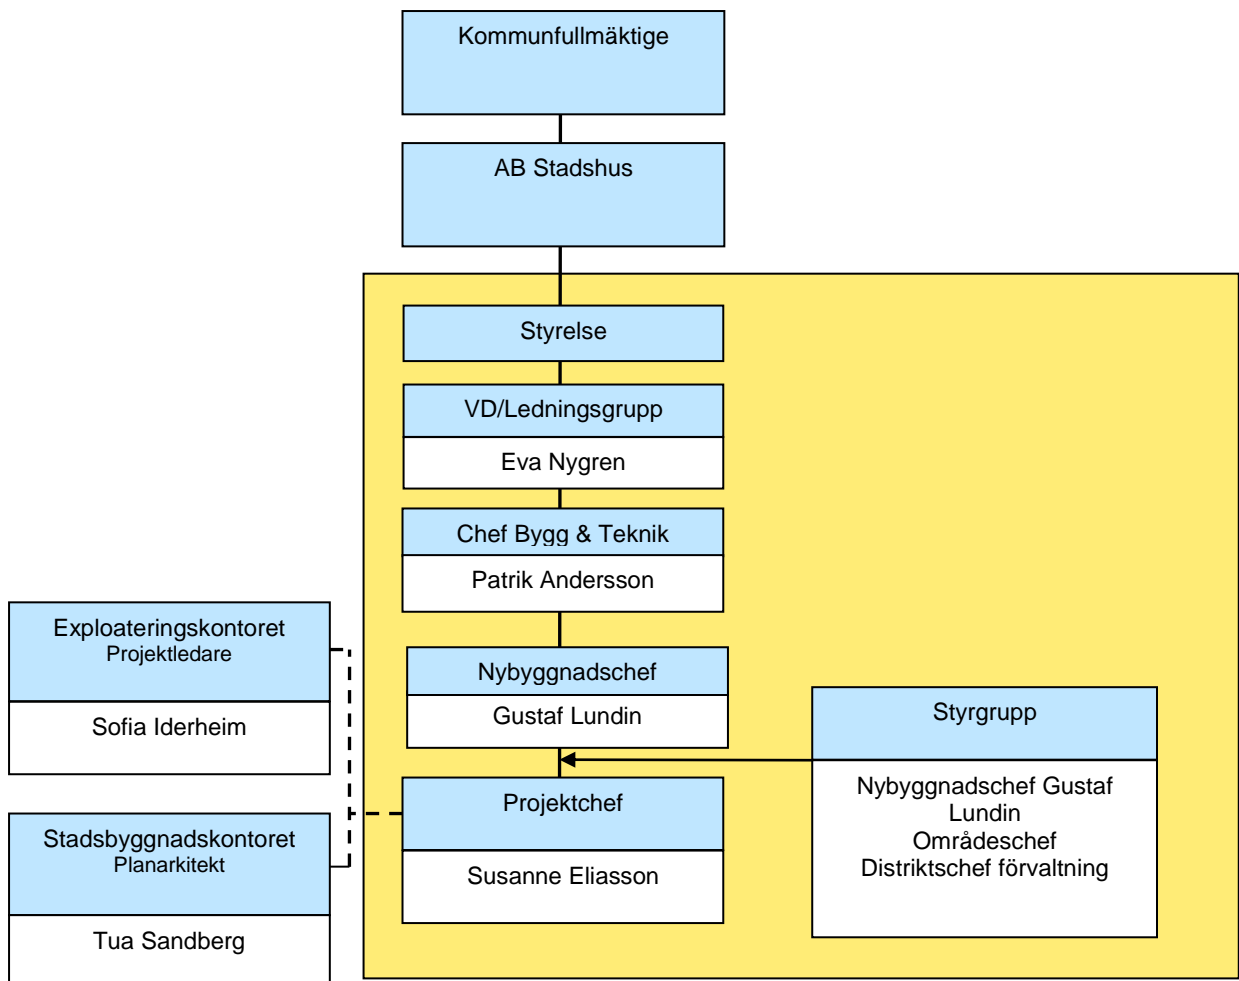 Kommunfullmäktige
AB Stadshus
Styrelse
VD/Ledningsgrupp
Eva Nygren
Chef Bygg & Teknik
Patrik Andersson
Exploateringskontoret
Projektledare
Sofia Iderheim
Nybyggnadschef
Gustaf Lundin
Styrgrupp
Nybyggnadschef Gustaf
Lundin
Områdeschef
Distriktschef förvaltning
Projektchef
Susanne Eliasson
Stadsbyggnadskontoret
Planarkitekt
Tua Sandberg